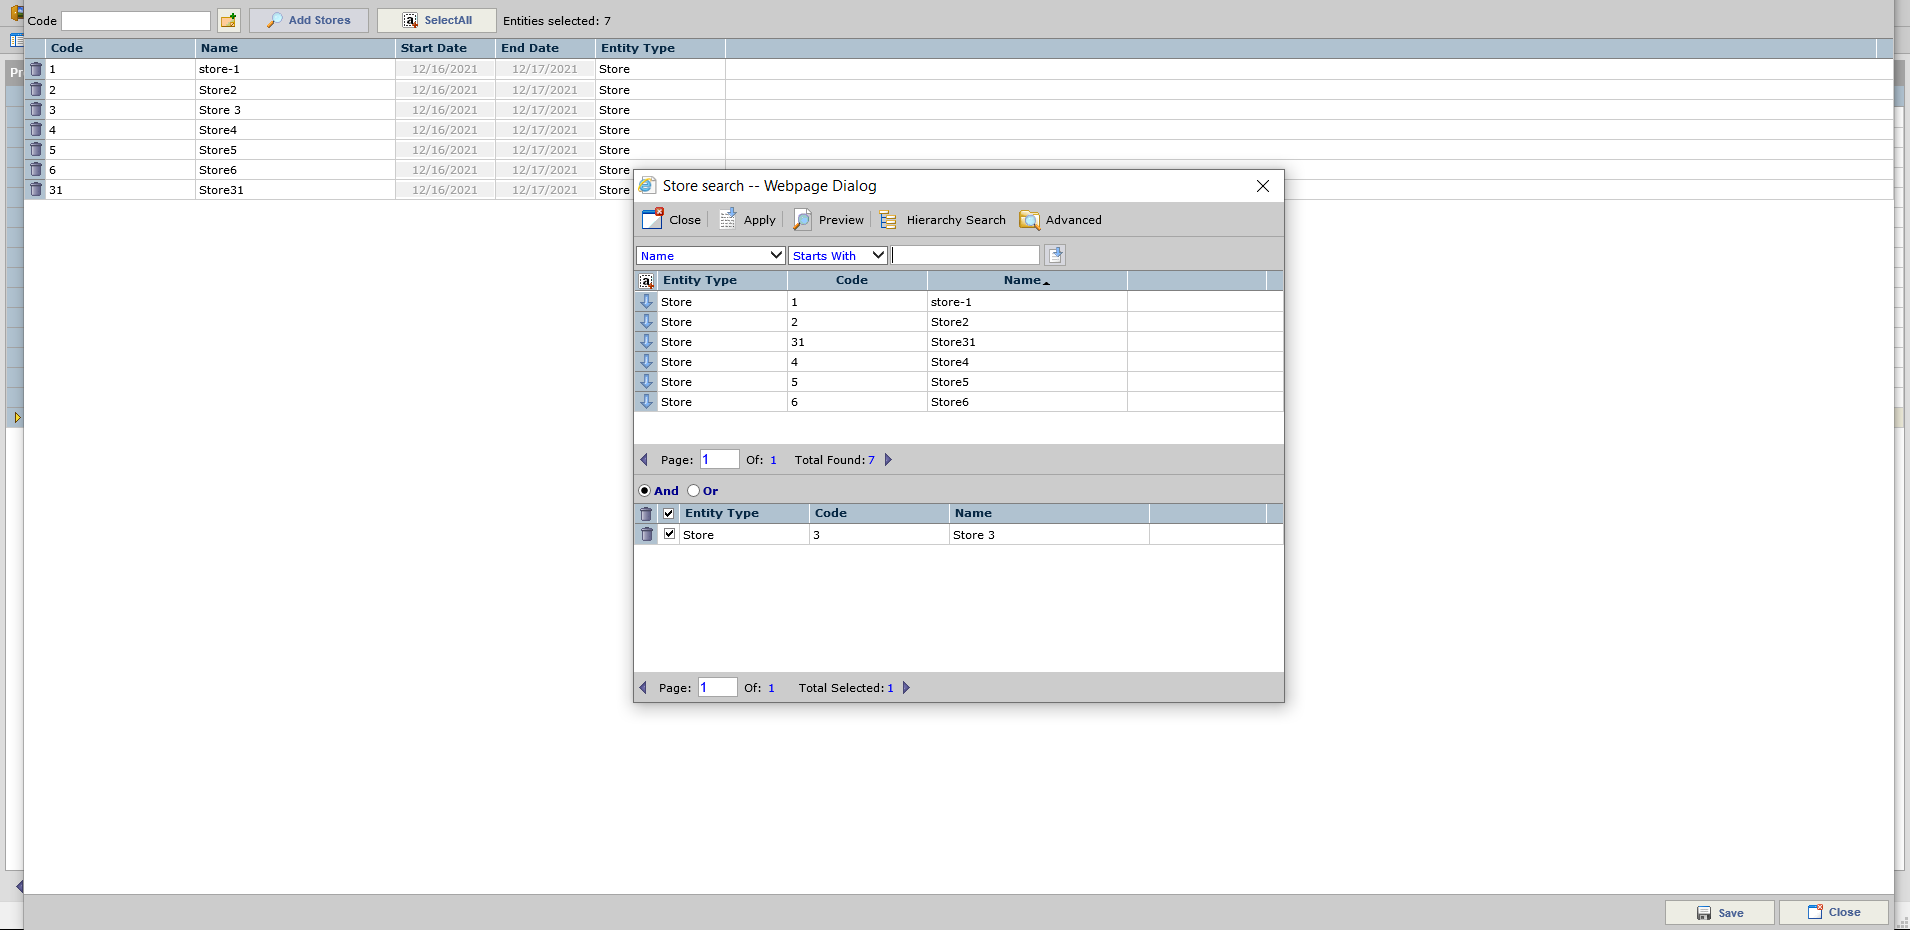 Code Add Stores SelectAll Entities selected: 7
Code Name Start Date End Date Entity Type
Pr
1 store-1 12/16/2021 12/17/2021 Store
2 Store2 12/16/2021 12/17/2021 Store
3 Store 3 12/16/2021 12/17/2021 Store
4 Store4 12/16/2021 12/17/2021 Store
5 Store5 12/16/2021 12/17/2021 Store
6 Store6 12/16/2021 12/17/2021 Store
31 Store31 12/16/2021 12/17/2021 Store
Store search -- Webpage Dialog
Close Apply Preview Hierarchy Search Advanced
Name Starts With
a Entity Type Code Name
Store 1 store-1
Store 2 Store2
Store 31 Store31
Store 4 Store4
Store 5 Store5
Store 6 Store6
Page: 1 Of: 1 Total Found: 7
And Or
Entity Type Code Name
Store 3 Store 3
Page: 1 Of: 1 Total Selected: 1
Save Close